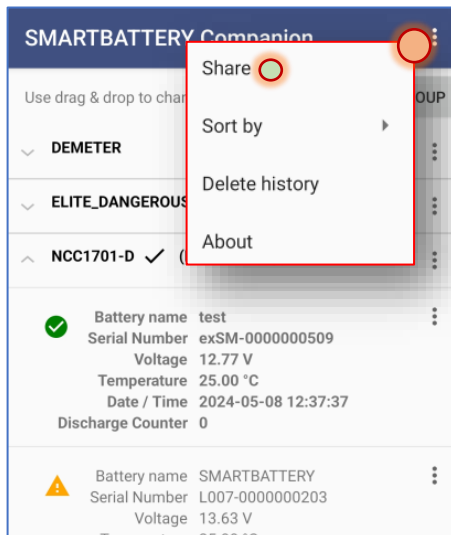 SMARTBATTERY Companion
Share
Use drag & drop to char
OUP
Sort by
DEMETER
Delete history
ELITE_DANGEROUS
About
NCC1701-D ✓ (
Battery name test
Serial Number exSM-0000000509
Voltage 12.77 V
Temperature 25.00 °C
Date / Time 2024-05-08 12:37:37
Discharge Counter 0
Battery name SMARTBATTERY
Serial Number L007-0000000203
Voltage 13.63 V